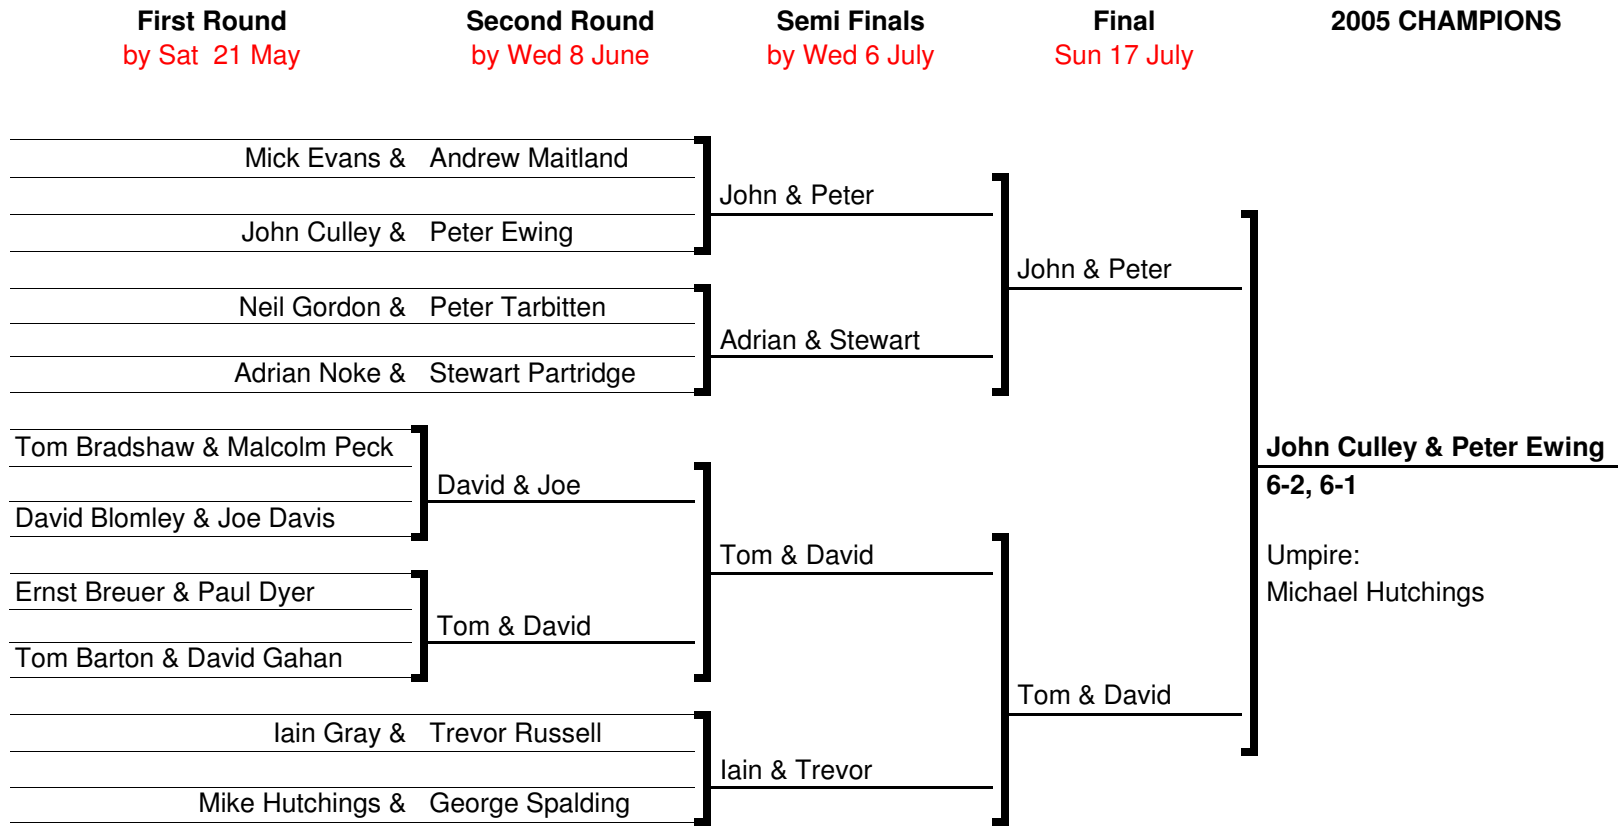 First Round Second Round Semi Finals Final 2005 CHAMPIONS
by Sat 21 May by Wed 8 June by Wed 6 July Sun 17 July
Mick Evans & Andrew Maitland
John & Peter
John Culley & Peter Ewing
John & Peter
Neil Gordon & Peter Tarbitten
Adrian & Stewart
Adrian Noke & Stewart Partridge
Tom Bradshaw & Malcolm Peck
John Culley & Peter Ewing
David & Joe
6-2, 6-1
David Blomley & Joe Davis
Tom & David
Umpire:
Ernst Breuer & Paul Dyer
Michael Hutchings
Tom & David
Tom Barton & David Gahan
Tom & David
Iain Gray & Trevor Russell
Iain & Trevor
Mike Hutchings & George Spalding